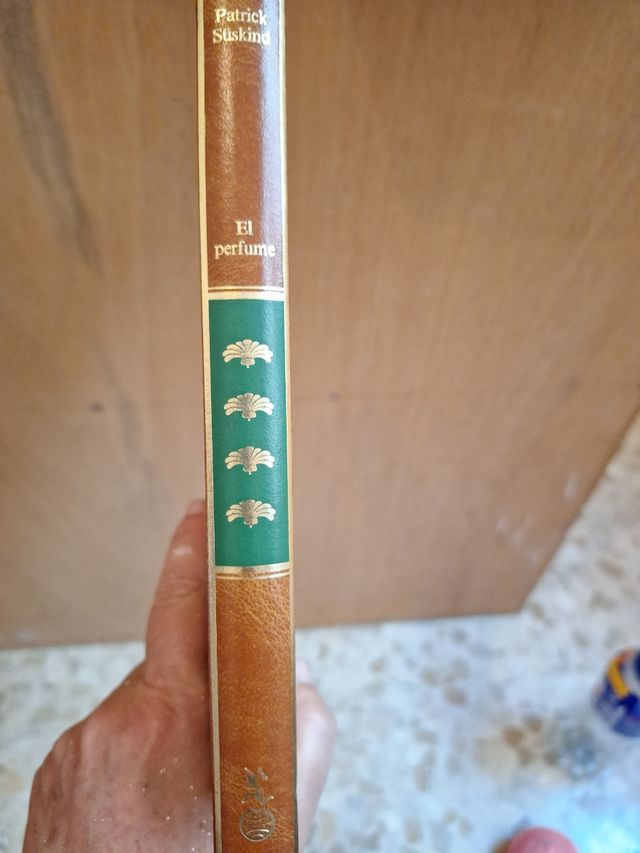 Patrick
Süskind
El
perfume